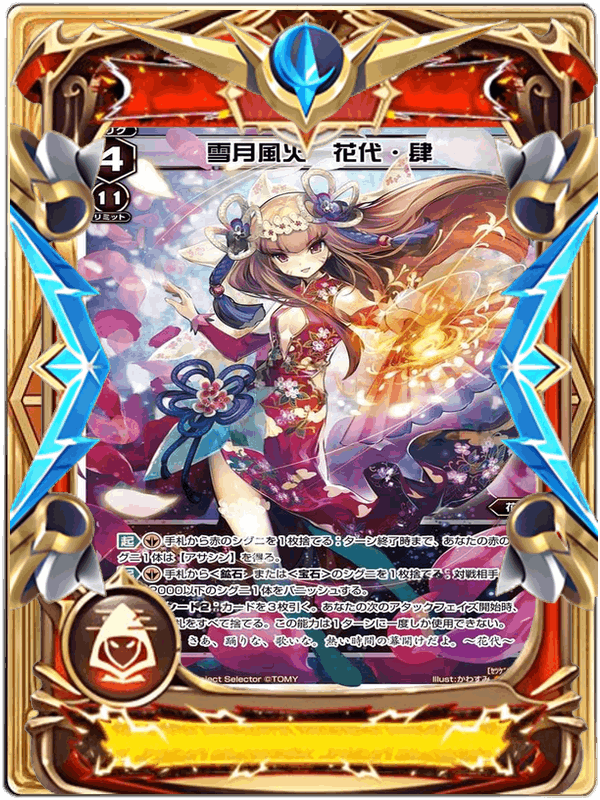 4
雪月風火 花代・肆
11
リミット
花
起 手札から赤のシグニを1枚捨てる:ターン終了時まで、あなたの赤の
グニ1体は【アサシン】を得る。
手札から<鉱石>または<宝石>のシグニを1枚捨てる:対戦相手
2000以下のシグニ1体をバニッシュする。
カードを3枚引く。あなたの次のアタックフェイズ開始時、
札をすべて捨てる。この能力は1ターンに一度しか使用できない。
さあ、踊りな、歌いな。熱い時間の幕開けだよ。~花代~
ject Selector ©TOMY
Illust:かわすみ